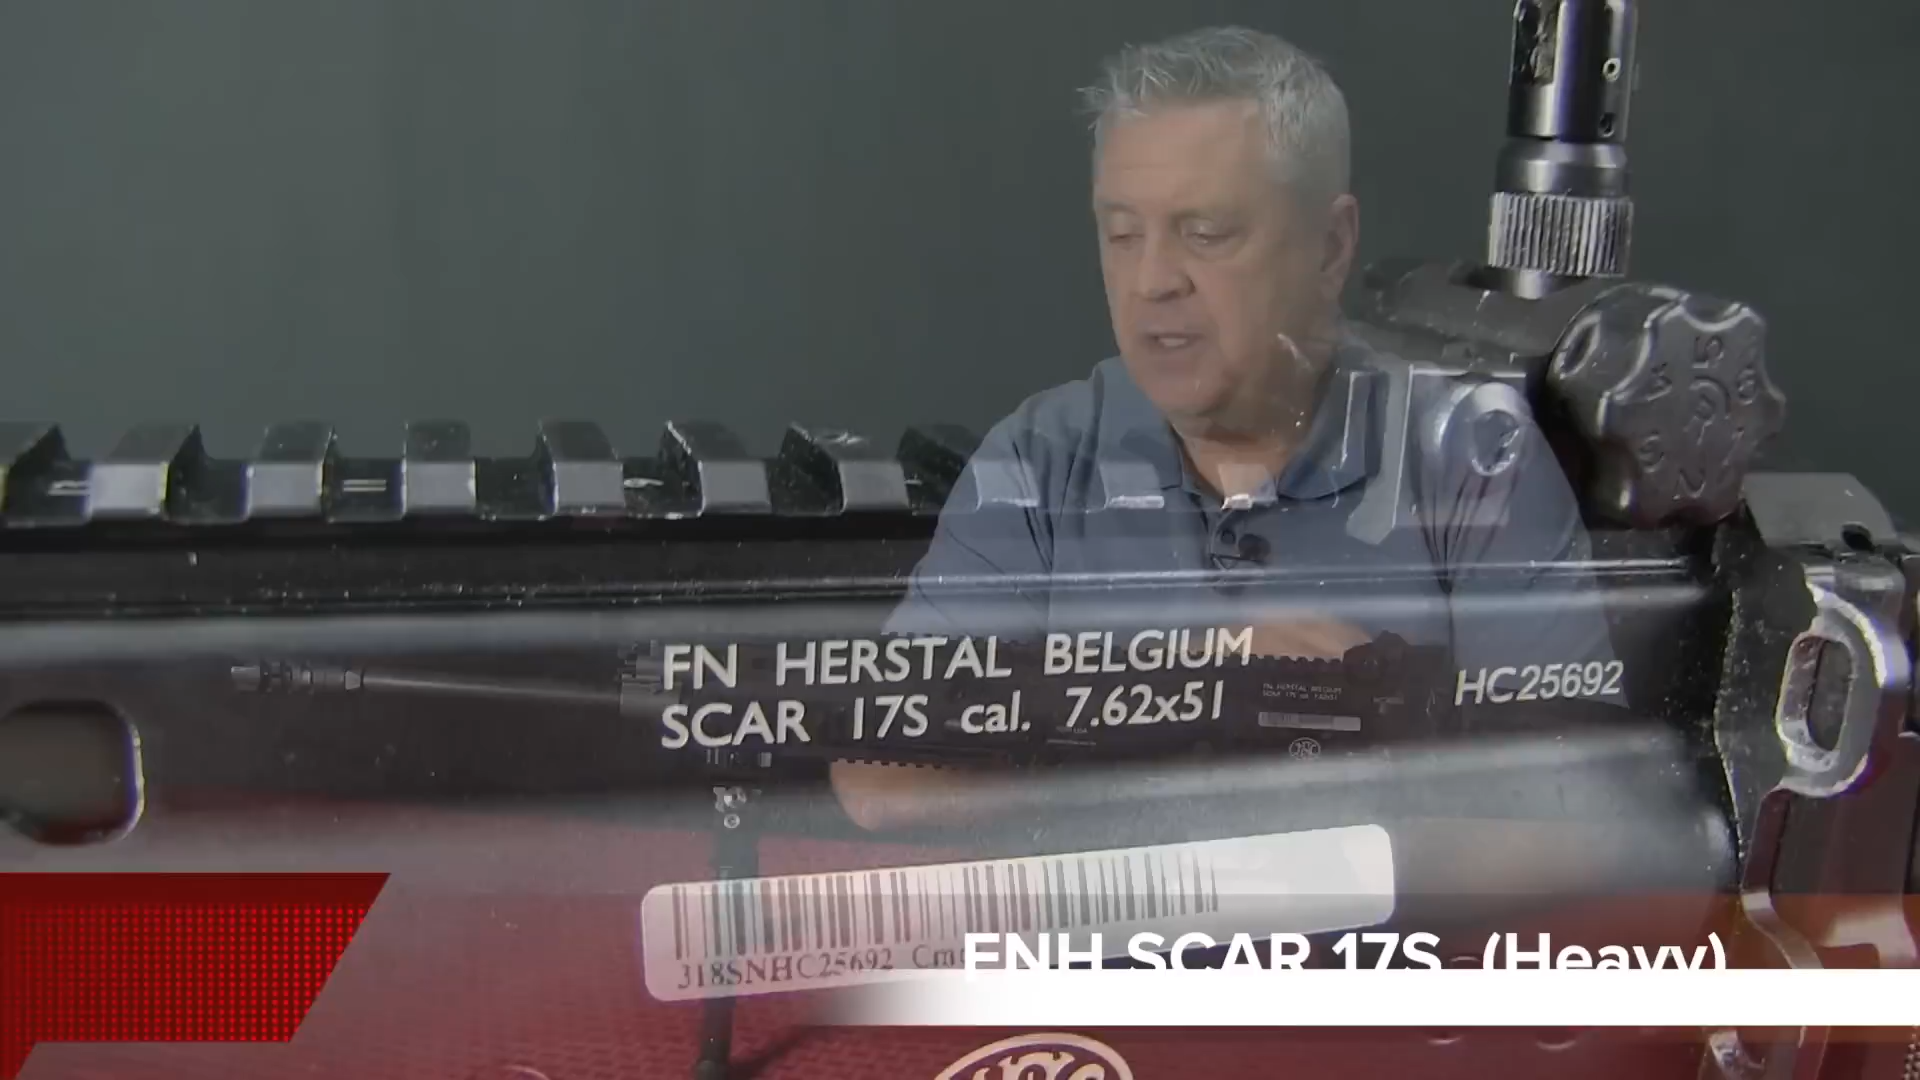 FN HERSTAL BELGIUM
SCAR 17S cal. 7.62x51
HC25692
318SNHC25692
FNH SCAR 17S (Heavy)